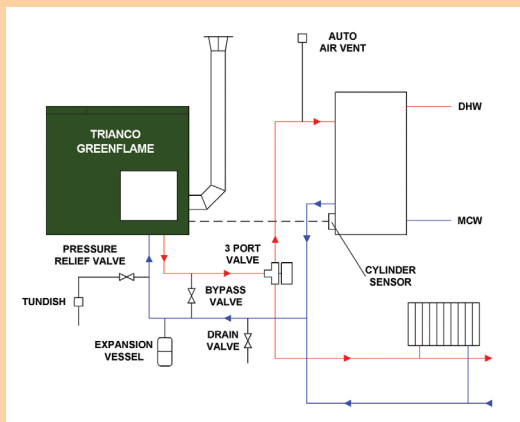 AUTO
AIR VENT
TRIANCO
GREENFLAME
DHW
MCW
PRESSURE
RELIEF VALVE
3 PORT
VALVE
CYLINDER
SENSOR
TUNDISH
BYPASS
VALVE
EXPANSION
VESSEL
DRAIN
VALVE